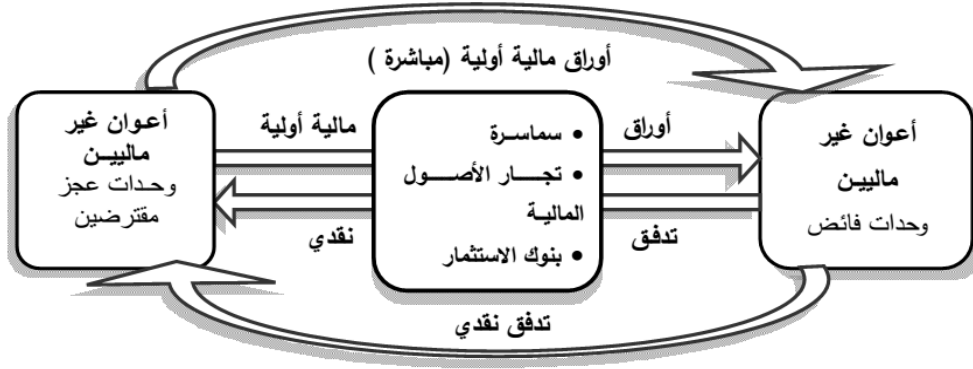 أوراق مالية أولية (مباشرة )
أعوان غير
ماليين
وحدات فائض
أوراق
تدفق
• سماسرة
• تجار الأصول
المالية
• بنوك الاستثمار
مالية أولية
نقدي
أعوان غير
ماليين
وحدات عجز
مقترضين
تدفق نقدي